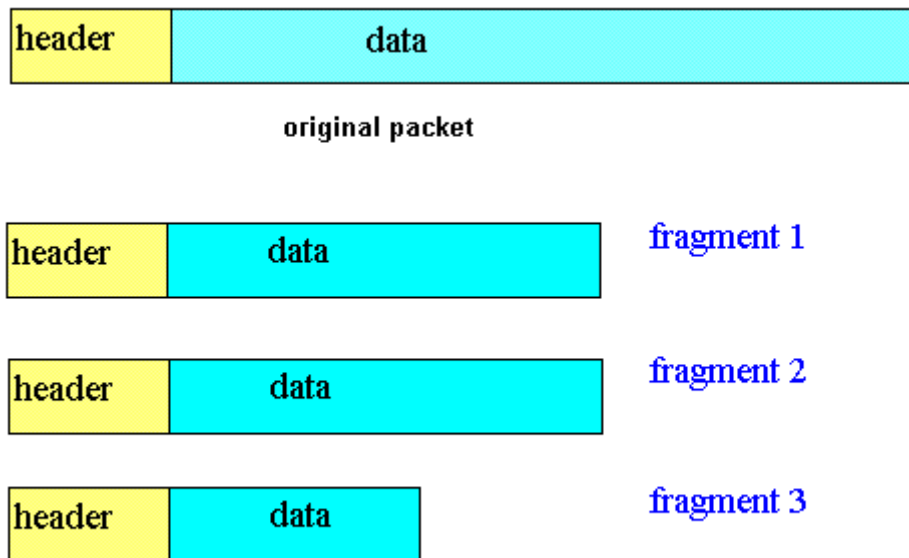 header data
original packet
header data fragment 1
header data fragment 2
header data fragment 3